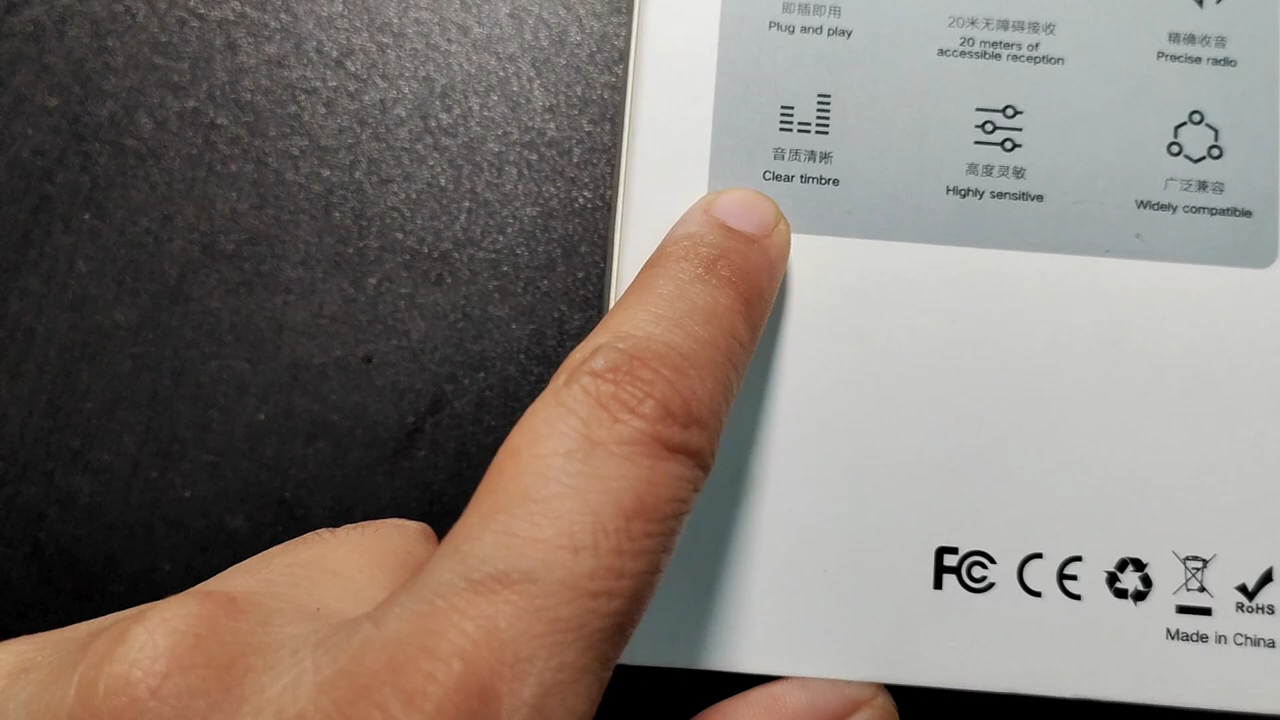 即插即用
Plug and play
20米无障碍接收
20 meters of
accessible reception
精确收音
Precise radio
音质清晰
Clear timbre
高度灵敏
Highly sensitive
广泛兼容
Widely compatible
FC CE
RoHS
Made in China